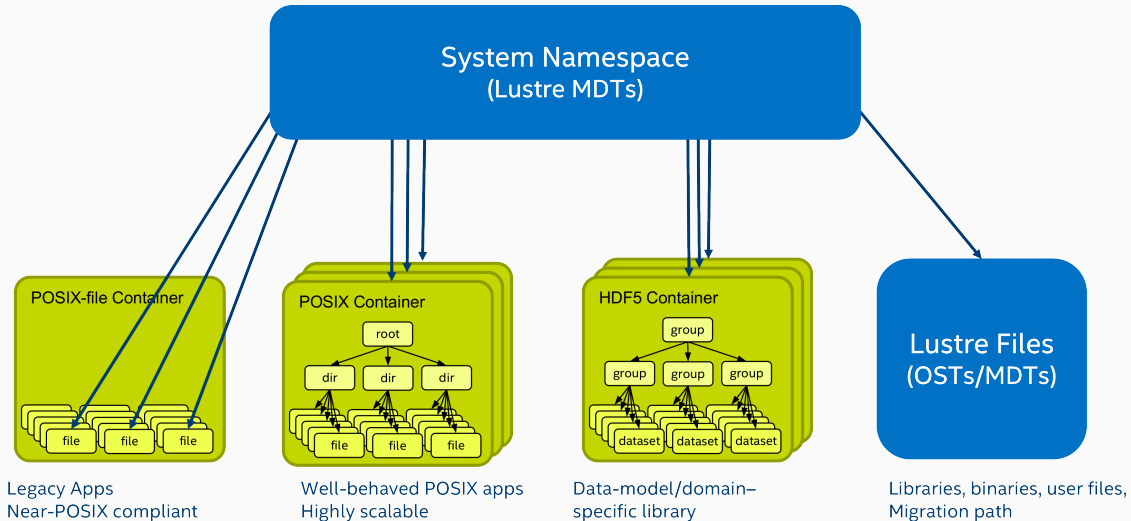 System Namespace
(Lustre MDTs)
POSIX-file Container
file
file
file
POSIX Container
root
dir
dir
dir
file
file
file
HDF5 Container
group
group
group
group
dataset
dataset
dataset
Lustre Files
(OSTs/MDTs)
Legacy Apps
Near-POSIX compliant
Well-behaved POSIX apps
Highly scalable
Data-model/domain–
specific library
Libraries, binaries, user files,
Migration path